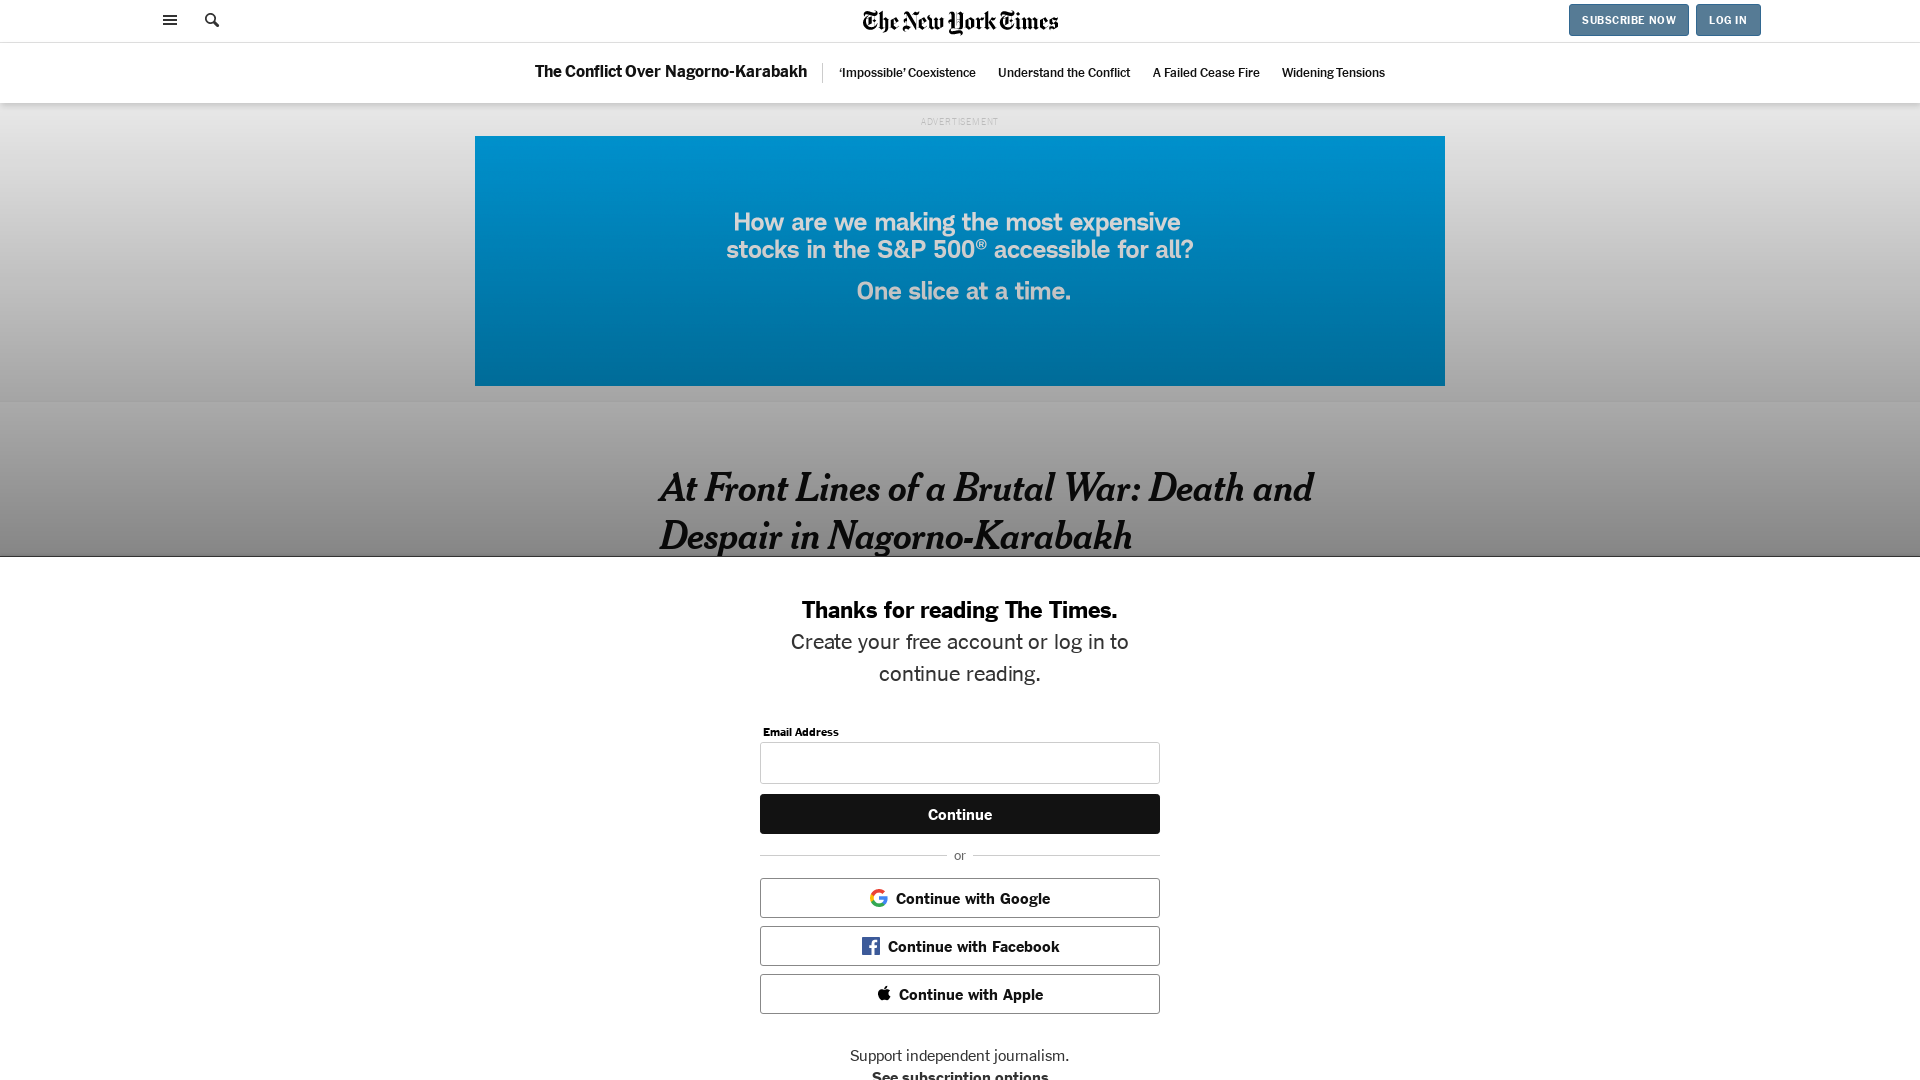 The New York Times
SUBSCRIBE NOW
LOG IN
The Conflict Over Nagorno-Karabakh
‘Impossible’ Coexistence
Understand the Conflict
A Failed Cease Fire
Widening Tensions
ADVERTISEMENT
How are we making the most expensive
stocks in the S&P 500® accessible for all?
One slice at a time.
At Front Lines of a Brutal War: Death and
Despair in Nagorno-Karabakh
Thanks for reading The Times.
Create your free account or log in to
continue reading.
Email Address
Continue
or
Continue with Google
Continue with Facebook
Continue with Apple
Support independent journalism.
See subscription options